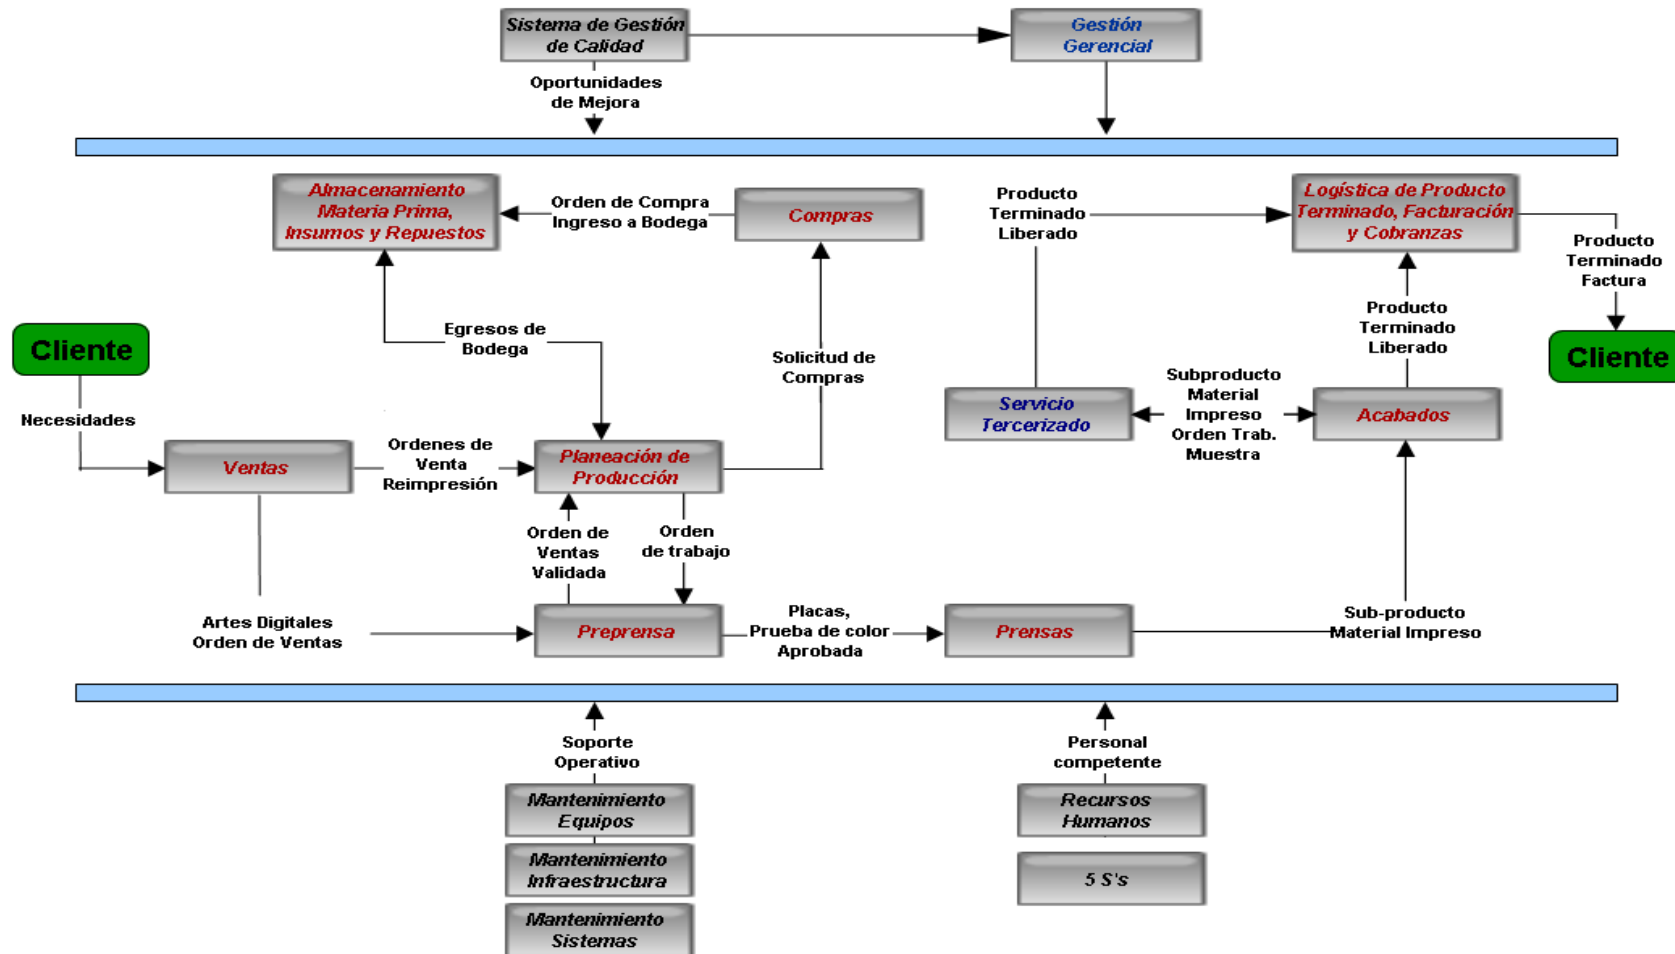 Sistema de Gestión
de Calidad
Gestión
Gerencial
Oportunidades
de Mejora
Almacenamiento
Materia Prima,
Insumos y Repuestos
Orden de Compra
Ingreso a Bodega
Compras
Producto
Terminado
Liberado
Logística de Producto
Terminado, Facturación
y Cobranzas
Producto
Terminado
Factura
Cliente
Egresos de
Bodega
Solicitud de
Compras
Producto
Terminado
Liberado
Cliente
Necesidades
Ventas
Ordenes de
Venta
Reimpresión
Planeación de
Producción
Servicio
Tercerizado
Subproducto
Material
Impreso
Orden Trab.
Muestra
Acabados
Orden de
Ventas
Validada
Orden
de trabajo
Artes Digitales
Orden de Ventas
Preprensa
Placas,
Prueba de color
Aprobada
Prensas
Sub-producto
Material Impreso
Soporte
Operativo
Personal
competente
Mantenimiento
Equipos
Recursos
Humanos
Mantenimiento
Infraestructura
5 S's
Mantenimiento
Sistemas